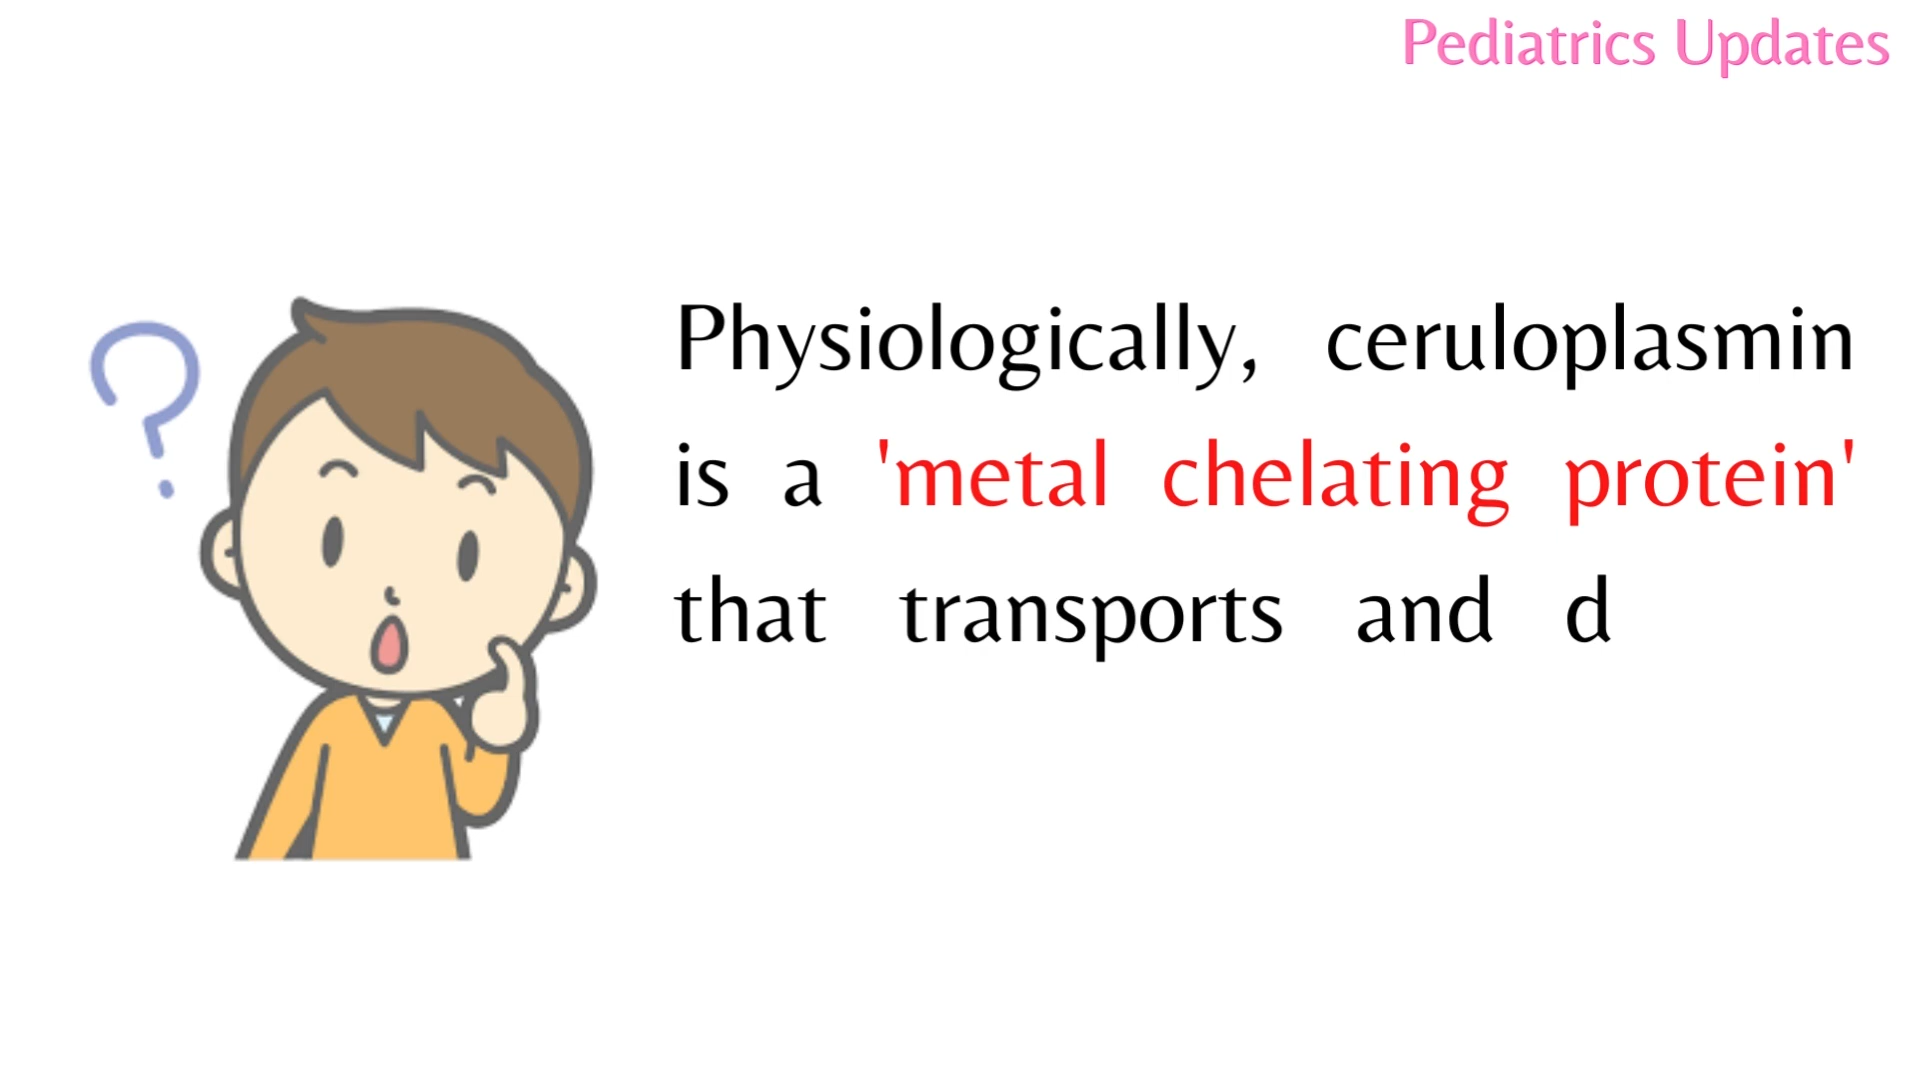 Pediatrics Updates
Physiologically, ceruloplasmin
is a 'metal chelating protein'
that transports and d